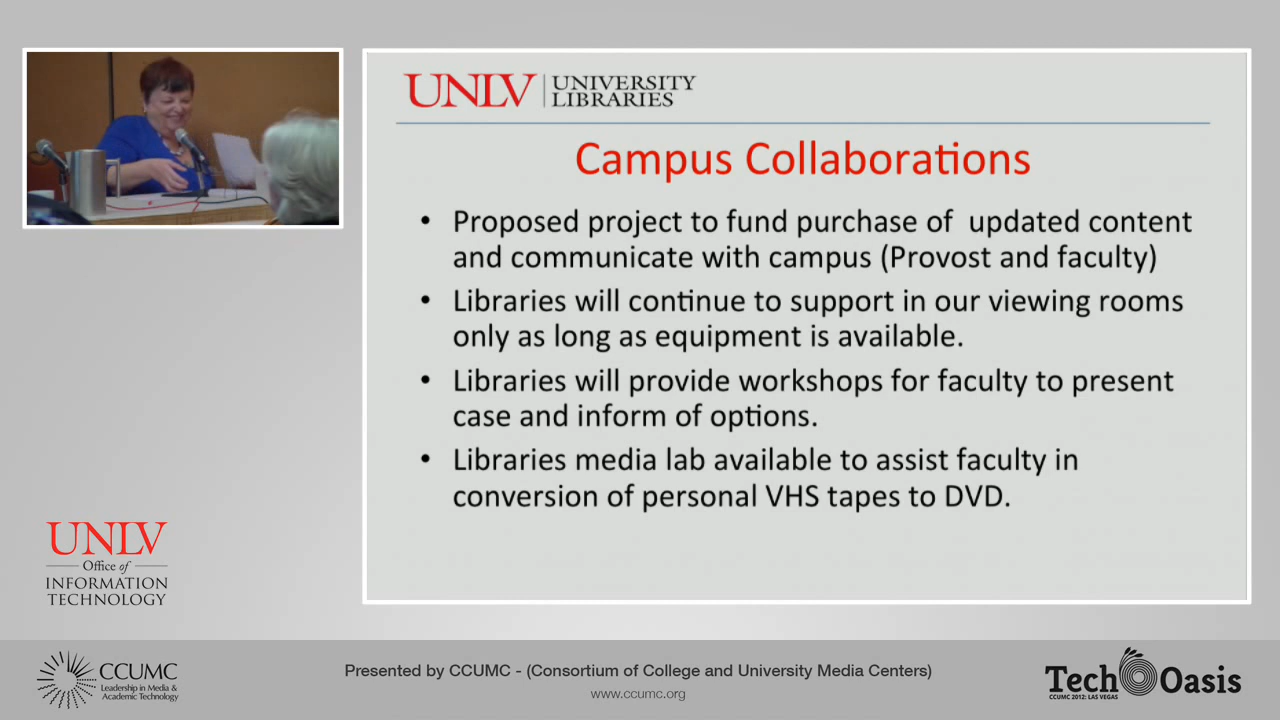 UNLV UNIVERSITY LIBRARIES
Campus Collaborations
• Proposed project to fund purchase of updated content
and communicate with campus (Provost and faculty)
• Libraries will continue to support in our viewing rooms
only as long as equipment is available.
• Libraries will provide workshops for faculty to present
case and inform of options.
• Libraries media lab available to assist faculty in
conversion of personal VHS tapes to DVD.
UNLV
Office of
INFORMATION
TECHNOLOGY
CCUMC
Leadership in Media &
Academic Technology
Presented by CCUMC - (Consortium of College and University Media Centers)
www.ccumc.org
Tech Oasis
CCUMC 2012: LAS VEGAS